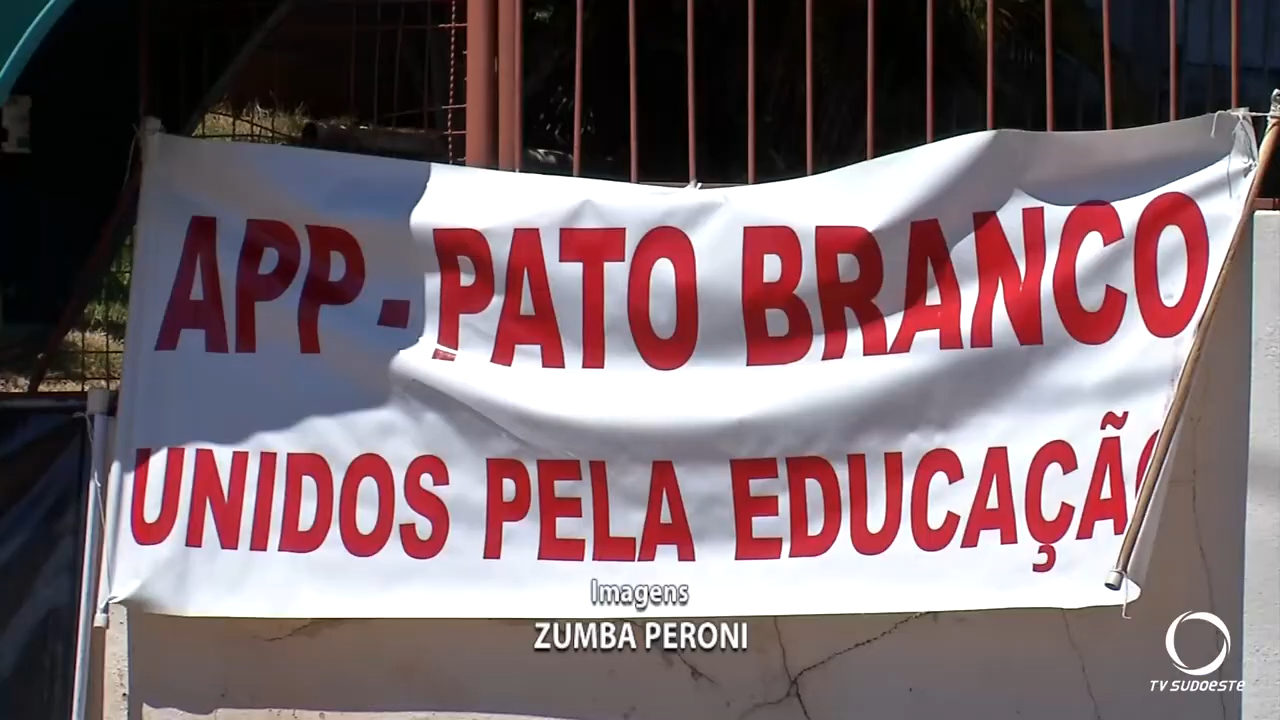 APP - PATO BRANCO
UNIDOS PELA EDUCAÇÃO
Imagens
ZUMBA PERONI
TV SUDOESTE